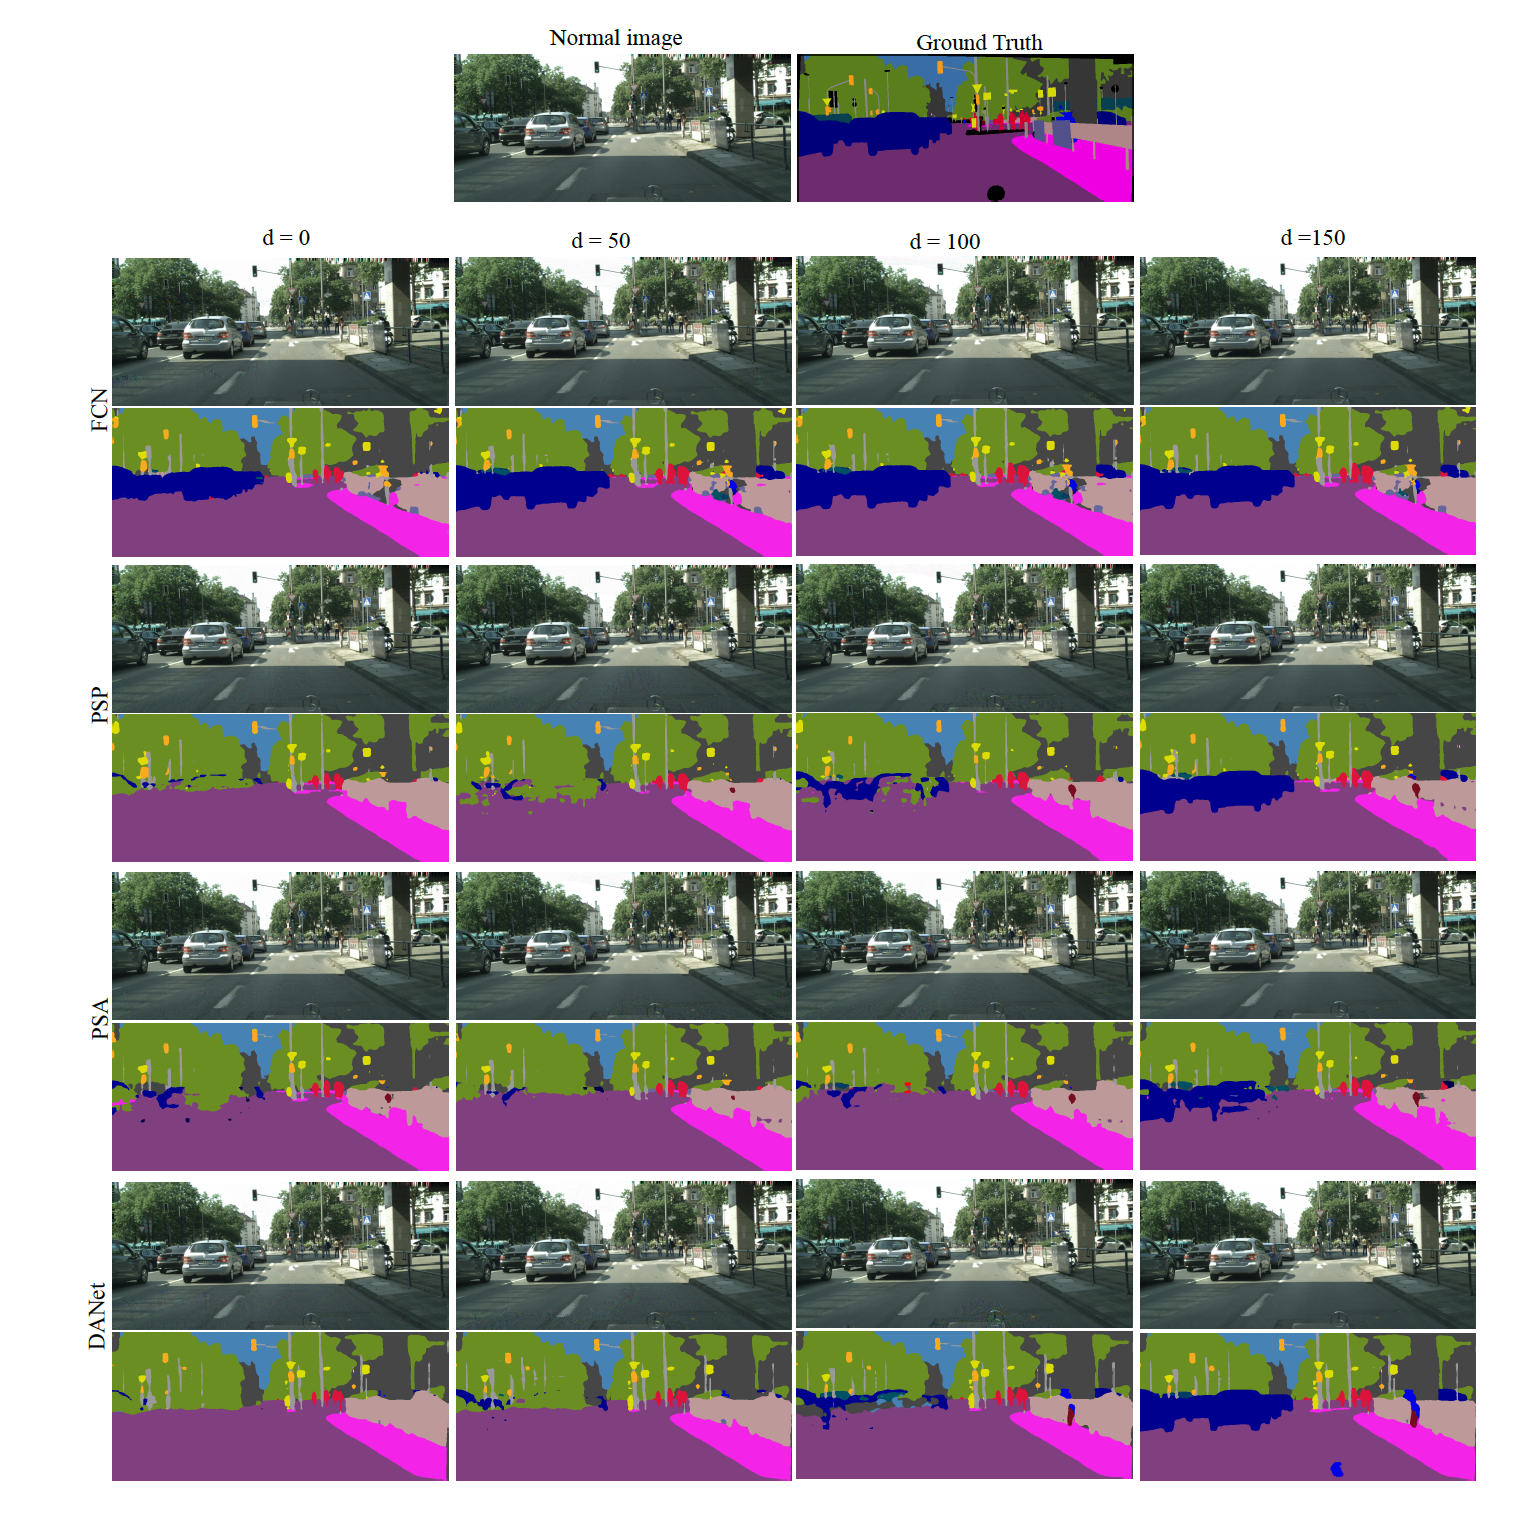 Normal image
Ground Truth
d = 0
d = 50
d = 100
d =150
FCN
PSP
PSA
DANet